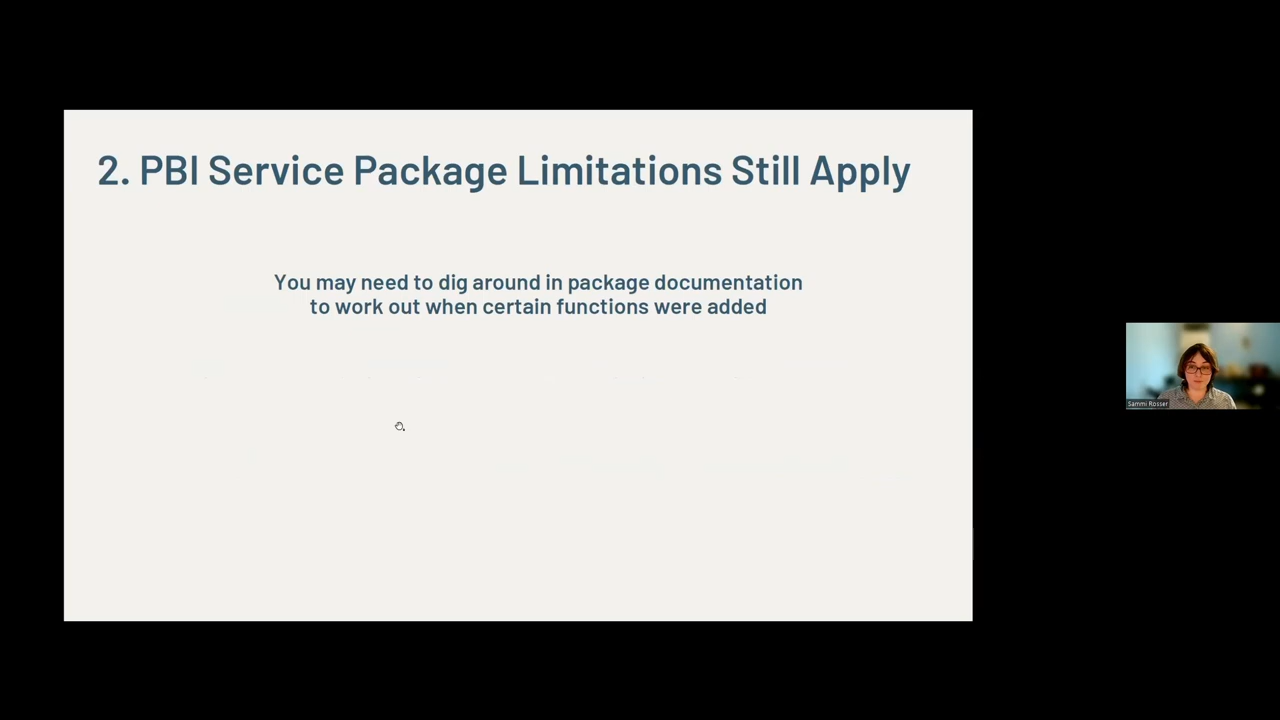 2. PBI Service Package Limitations Still Apply
You may need to dig around in package documentation
to work out when certain functions were added
Sammi Rosser